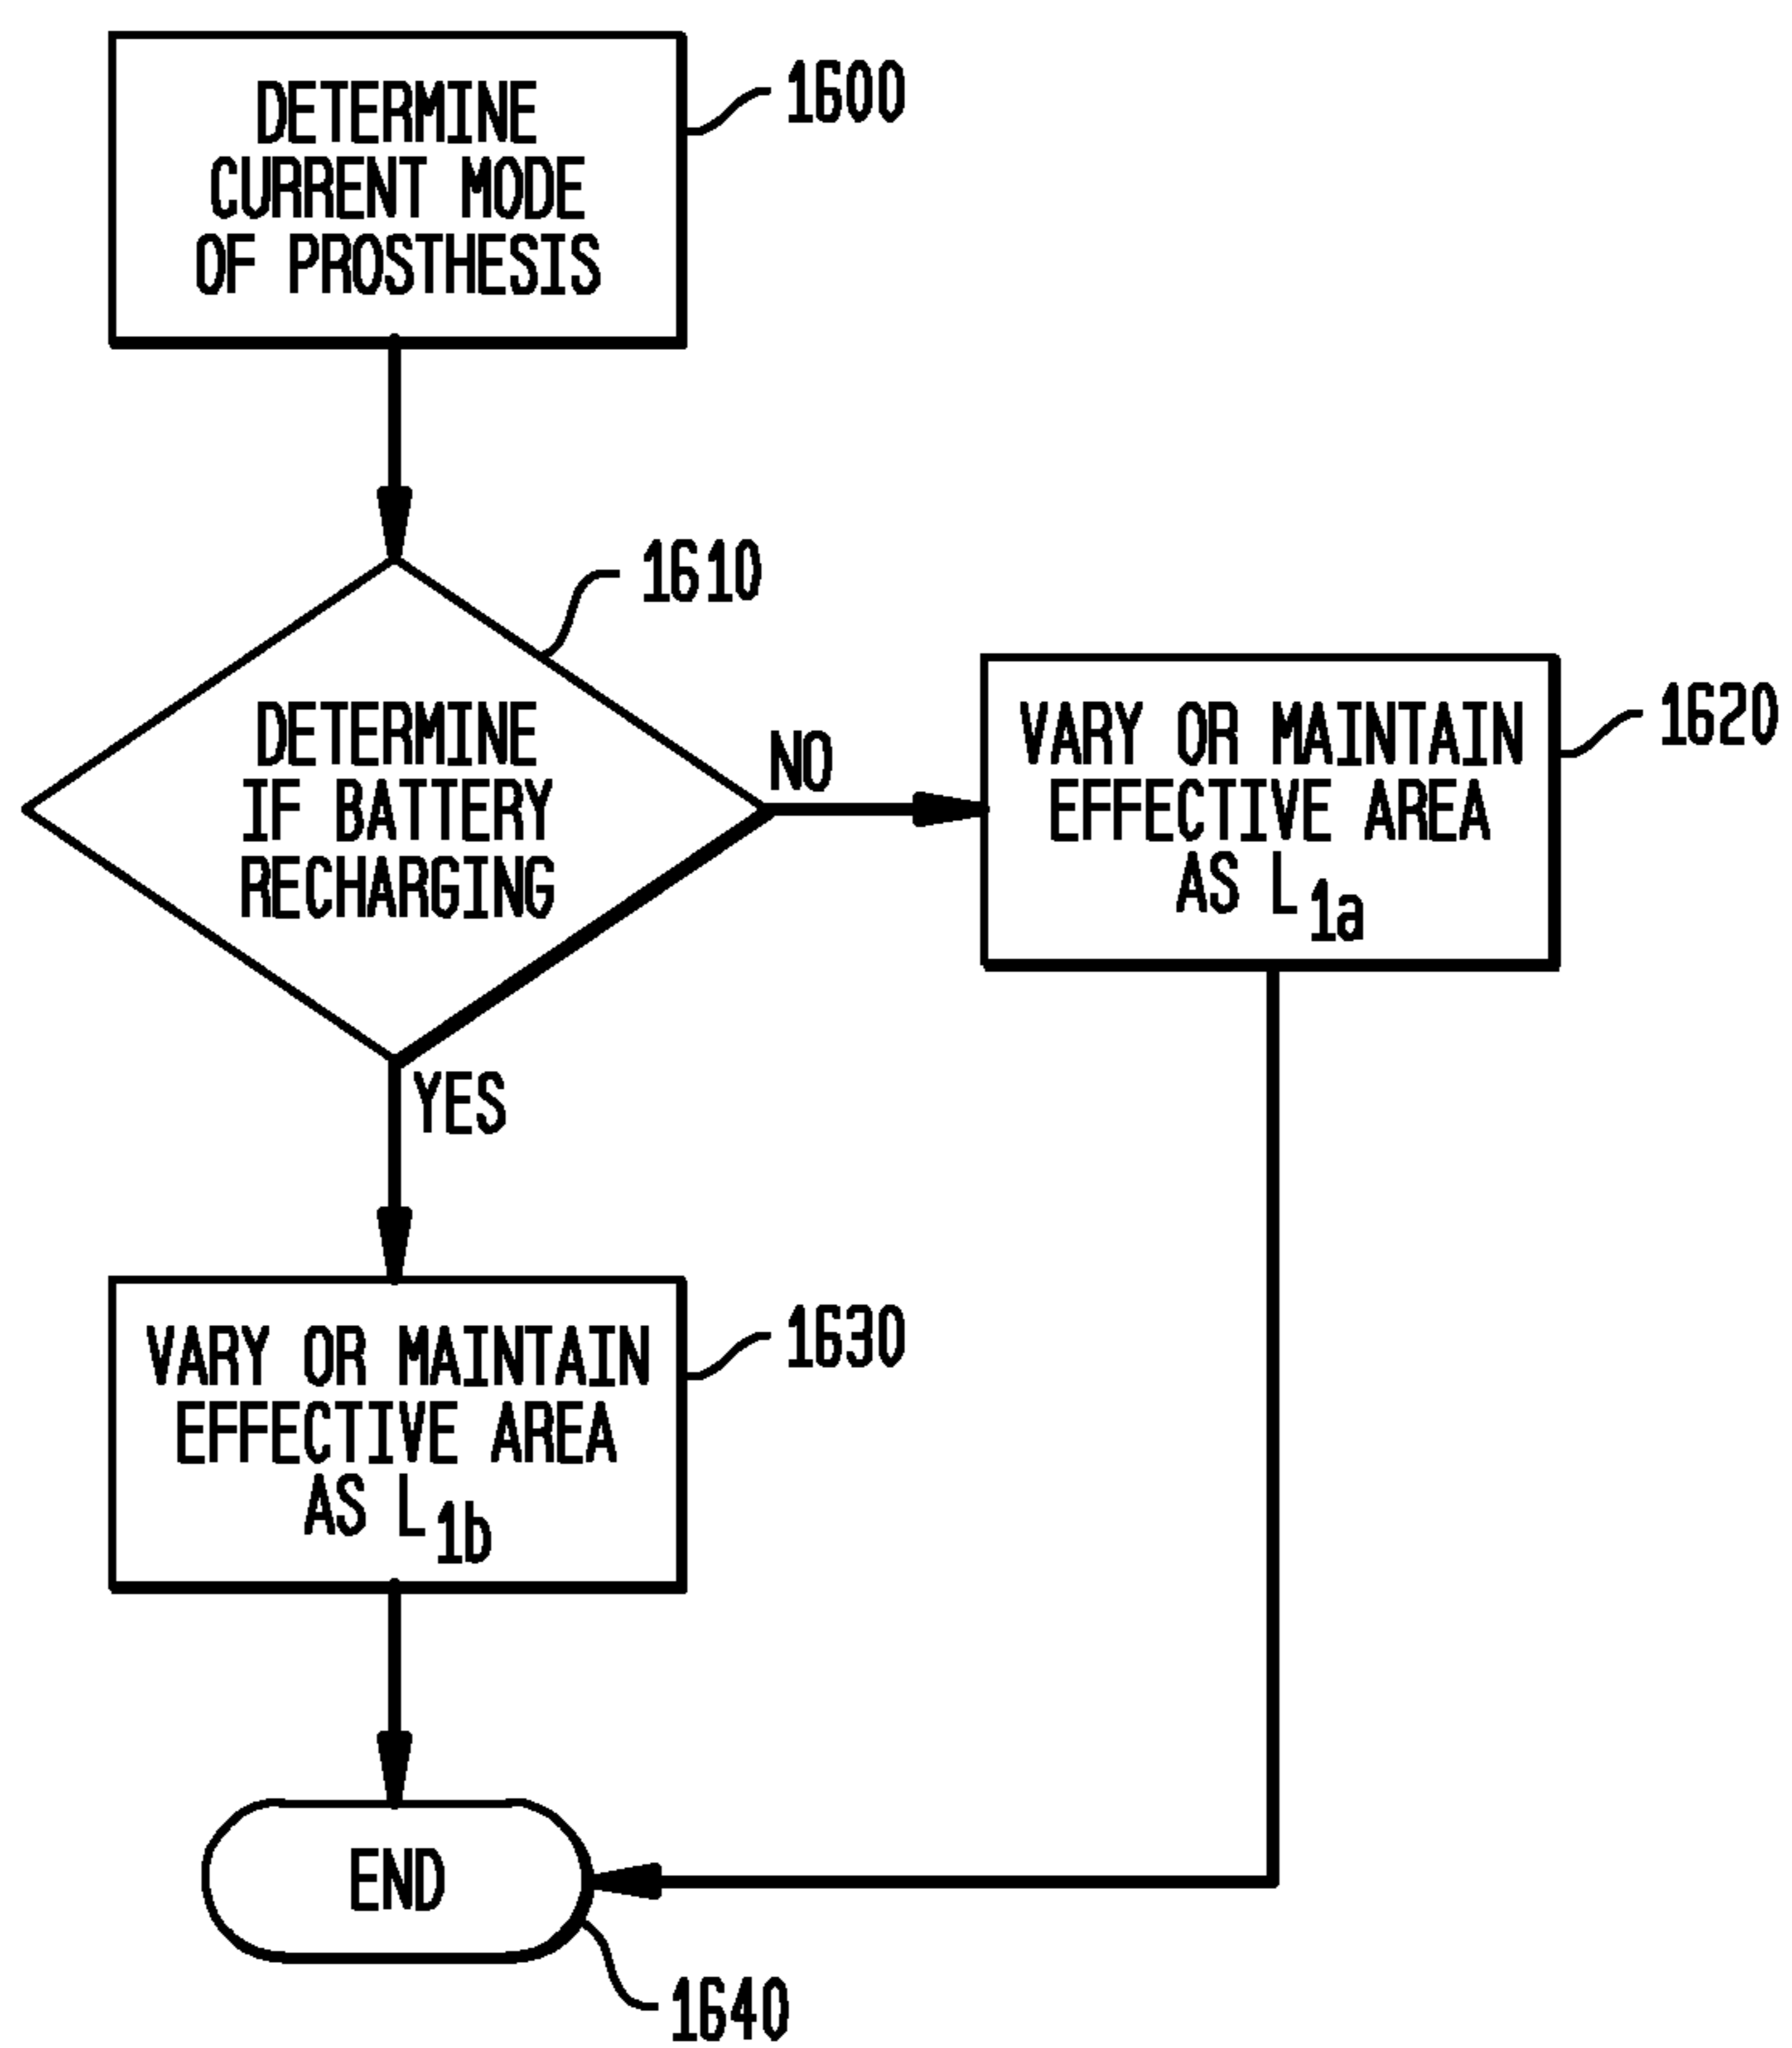 DETERMINE
CURRENT MODE
OF PROSTHESIS
1600
1610
DETERMINE
IF BATTERY
RECHARGING
NO
VARY OR MAINTAIN
EFFECTIVE AREA
AS L1a
1620
YES
VARY OR MAINTAIN
EFFECTIVE AREA
AS L1b
1630
END
1640